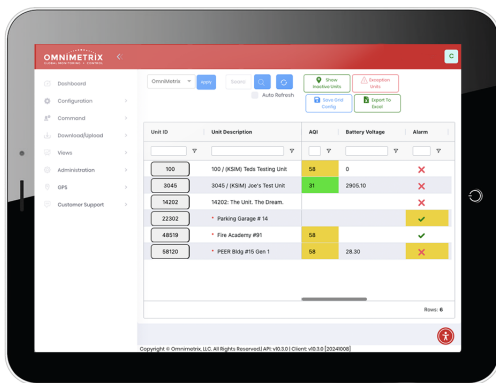 OMNIMETRIX
GLOBAL MONITORING + CONTROL
C
Dashboard
Configuration
Command
Download/Upload
Views
Administration
GPS
Customer Support
OmniMetrix
Apply
Search
Show
Inactive Units
Exception
Units
Auto Refresh
Save Grid
Config
Export To
Excel
Unit ID Unit Description AQI Battery Voltage Alarm
100 100 / (KSIM) Teds Testing Unit 58 0
3045 3045 / (KSIM) Joe's Test Unit 31 2905.10
14202 14202: The Unit. The Dream.
22302 * Parking Garage # 14
48519 * Fire Academy #91 58
58120 * PEER Bldg #15 Gen 1 58 28.30
Rows: 6
Copyright © Omnimetrix, LLC. All Rights Reserved.| API: v10.3.0 | Client: v10.3.0 [20241008]